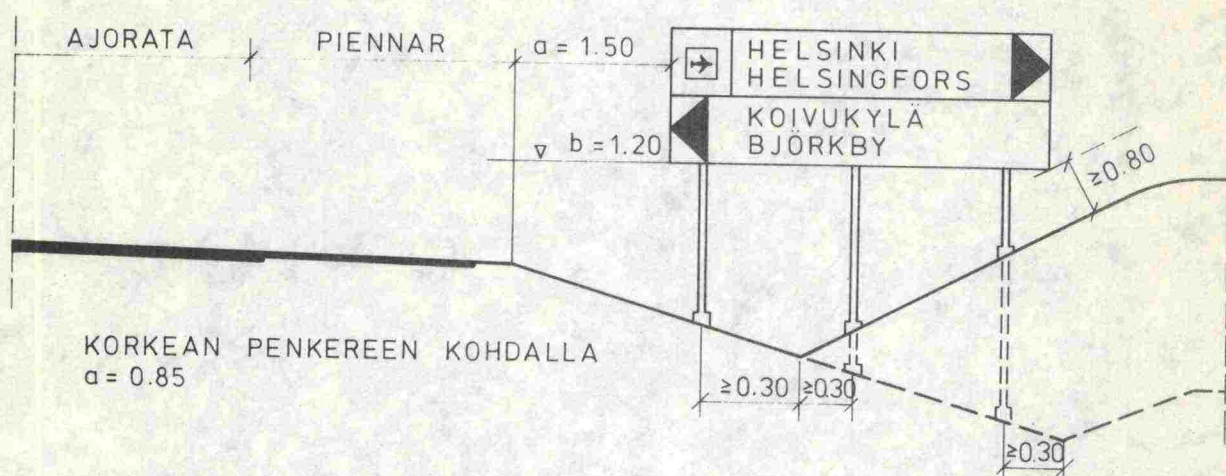 AJORATA
PIENNAR
a = 1.50
HELSINKI
HELSINGFORS
b = 1.20
KOIVUKYLÄ
BJÖRKBY
≥0.80
KORKEAN PENKEREEN KOHDALLA
a = 0.85
≥0.30
≥0.30
≥0.30